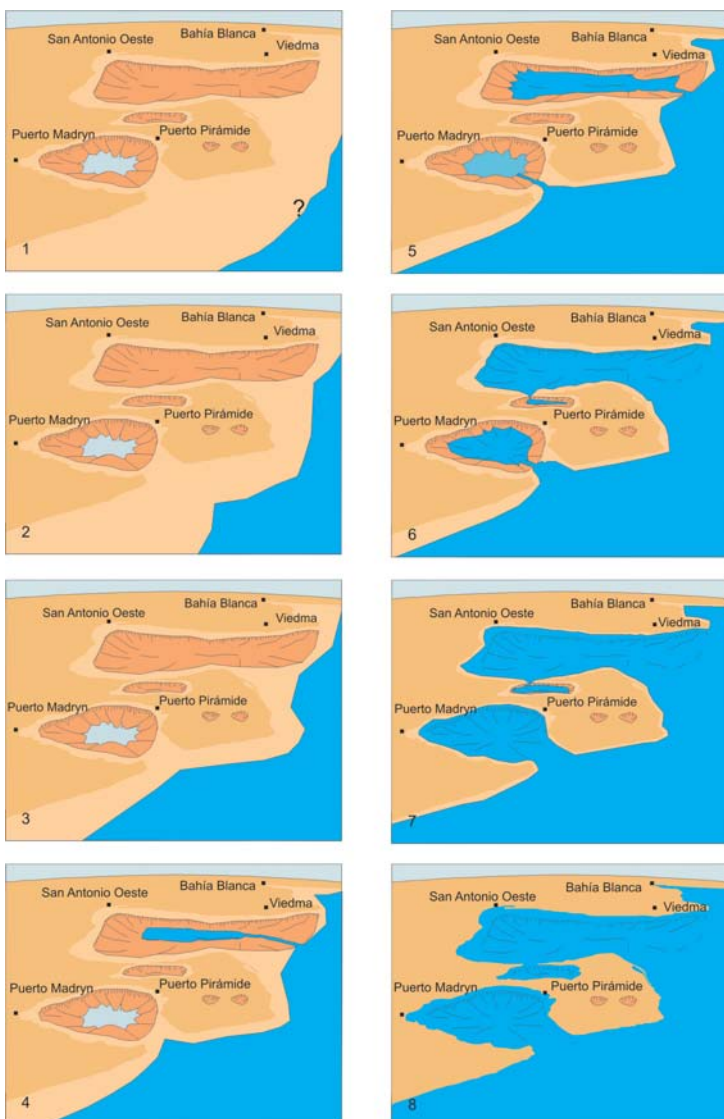 Bahía Blanca
San Antonio Oeste
Viedma
Puerto Madryn
Puerto Pirámide
?
1
Bahía Blanca
San Antonio Oeste
Viedma
Puerto Madryn
Puerto Pirámide
2
Bahía Blanca
San Antonio Oeste
Viedma
Puerto Madryn
Puerto Pirámide
3
Bahía Blanca
San Antonio Oeste
Viedma
Puerto Madryn
Puerto Pirámide
4
Bahía Blanca
San Antonio Oeste
Viedma
Puerto Madryn
Puerto Pirámide
5
Bahía Blanca
San Antonio Oeste
Viedma
Puerto Madryn
Puerto Pirámide
6
Bahía Blanca
San Antonio Oeste
Viedma
Puerto Madryn
Puerto Pirámide
7
Bahía Blanca
San Antonio Oeste
Viedma
Puerto Madryn
Puerto Pirámide
8